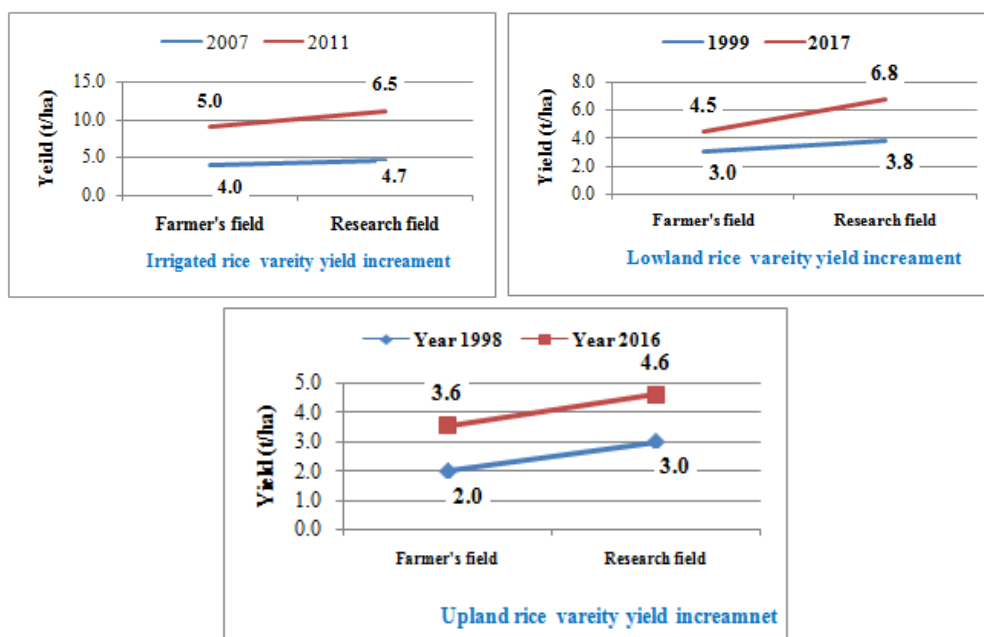 2007 2011
15.0
10.0
5.0
0.0
Yeild (t/ha)
5.0 6.5
4.0 4.7
Farmer's field Research field
Irrigated rice vareity yield increament
1999 2017
8.0
6.0
4.0
2.0
0.0
Yield (t/ha)
4.5 6.8
3.0 3.8
Farmer's field Research field
Lowland rice vareity yield increament
Year 1998 Year 2016
5.0
4.0
3.0
2.0
1.0
0.0
Yield (t/ha)
3.6 4.6
2.0 3.0
Farmer's field Research field
Upland rice vareity yield increamnet